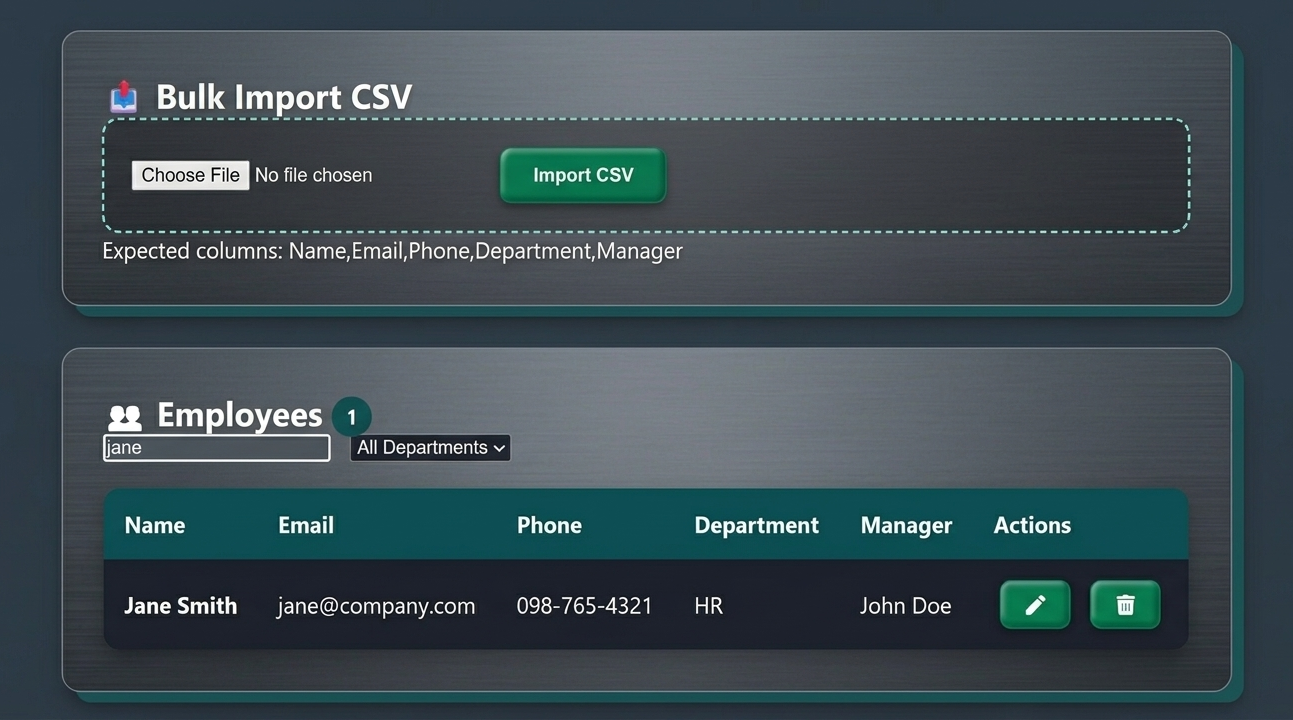 Bulk Import CSV
Choose File No file chosen Import CSV
Expected columns: Name,Email,Phone,Department,Manager
Employees 1
jane All Departments
Name Email Phone Department Manager Actions
Jane Smith jane@company.com 098-765-4321 HR John Doe